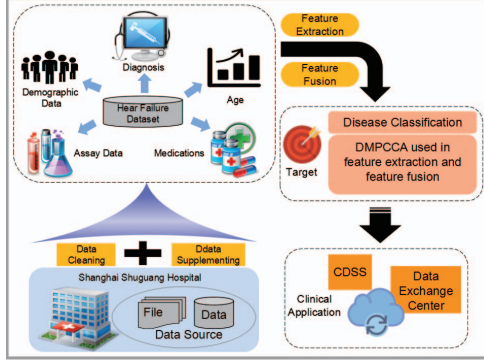 Diagnosis
Demographic
Data
Age
Hear Failure
Dataset
Assay Data
Medications
Feature
Extraction
Feature
Fusion
Disease Classification
DMPCCA used in
feature extraction and
feature fusion
Target
Data
Cleaning
Ddata
Supplementing
Shanghai Shuguang Hospital
File
Data
Data Source
CDSS
Data
Exchange
Center
Clinical
Application